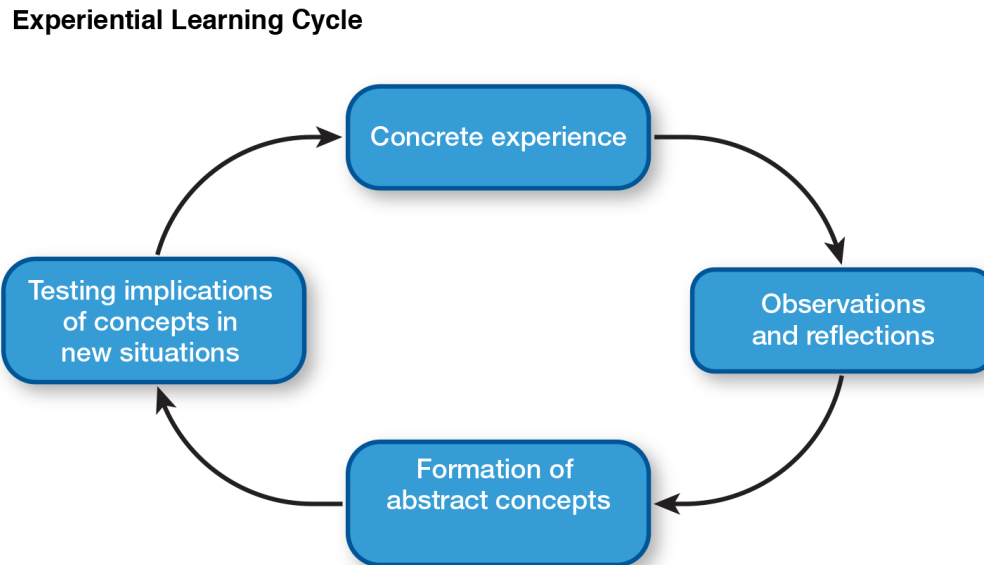 Experiential Learning Cycle
Concrete experience
Observations
and reflections
Formation of
abstract concepts
Testing implications
of concepts in
new situations